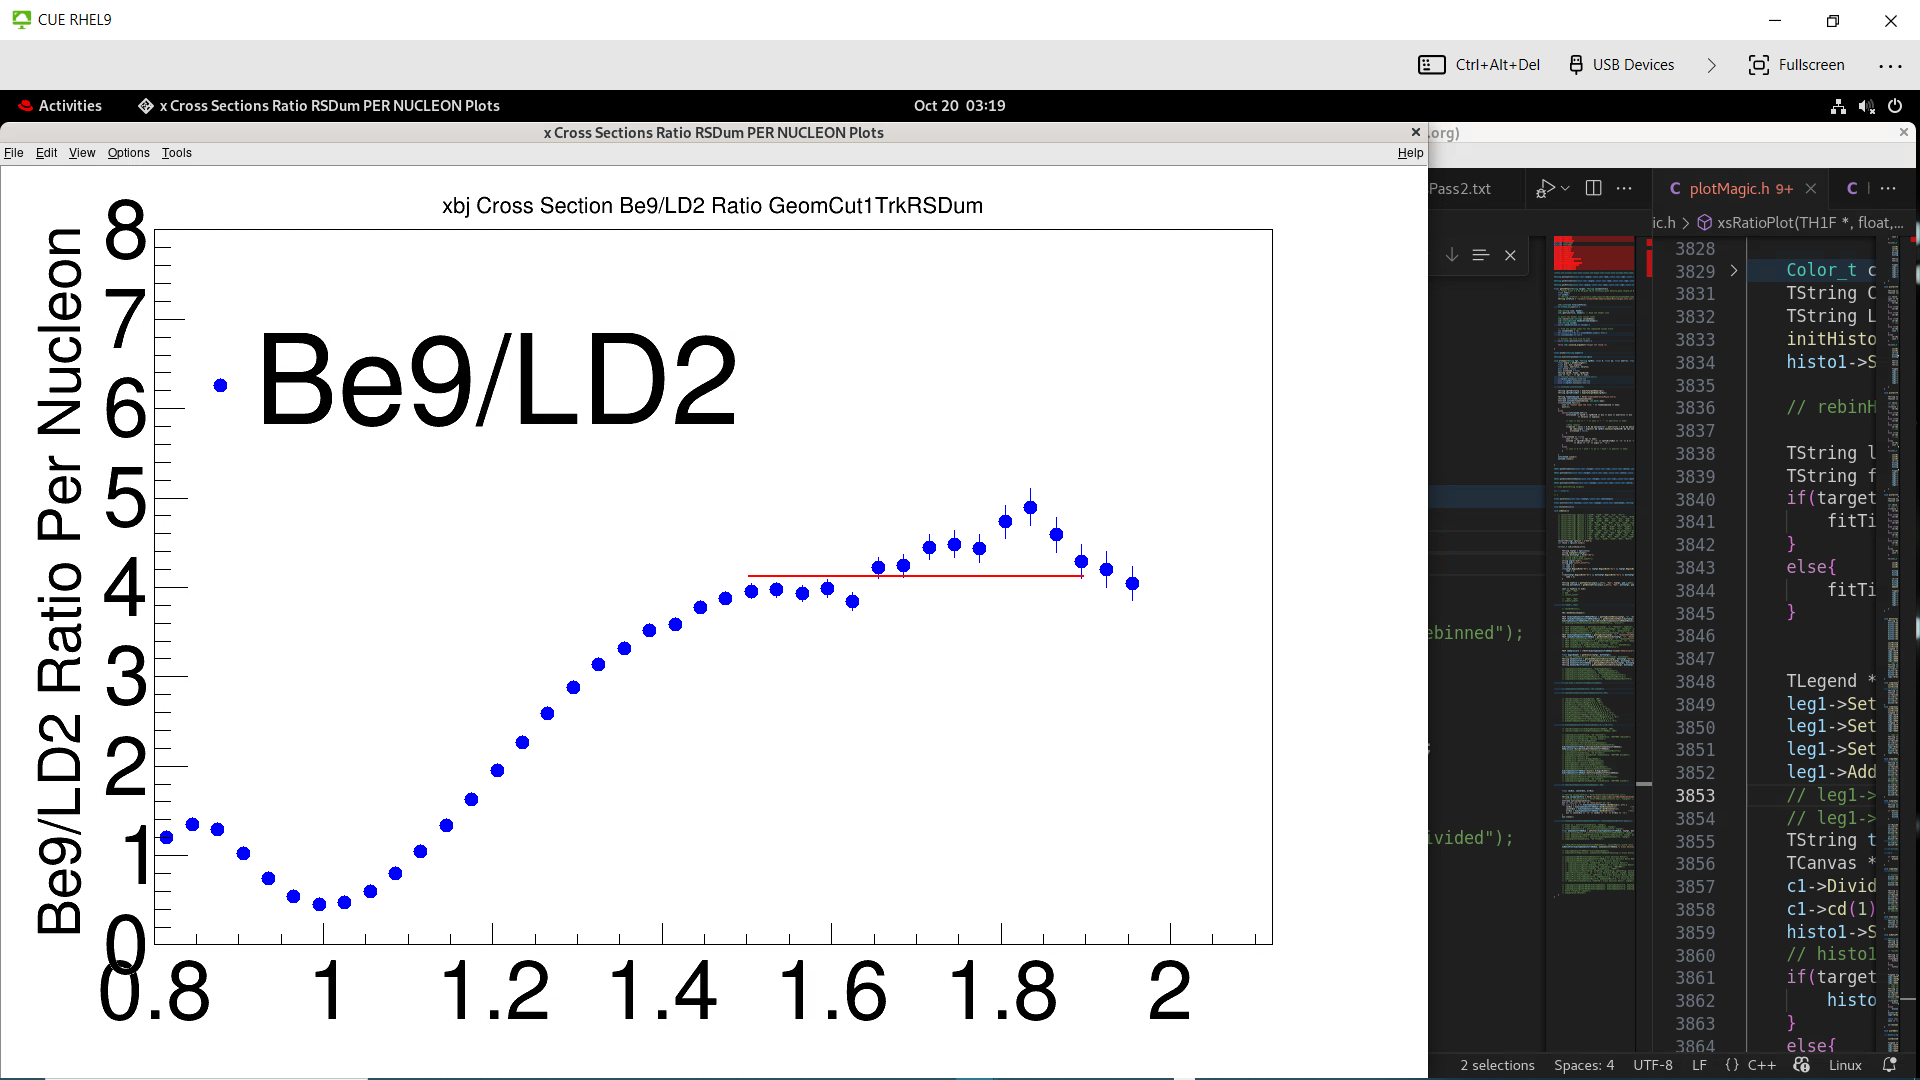 CUE RHEL9
Ctrl+Alt+Del USB Devices Fullscreen
Activities x Cross Sections Ratio RSDum PER NUCLEON Plots Oct 20 03:19
x Cross Sections Ratio RSDum PER NUCLEON Plots
.org)
File Edit View Options Tools Help
Pass2.txt C plotMagic.h 9+ C
ic.h > xsRatioPlot(TH1F *, float,...
xbj Cross Section Be9/LD2 Ratio GeomCut1TrkRSDum
Be9/LD2 Ratio Per Nucleon
8
7
6
5
4
3
2
1
0
Be9/LD2
0.8 1 1.2 1.4 1.6 1.8 2
ebinned");
;
ivided");
3828
3829 Color_t c
3831 TString C
3832 TString L
3833 initHisto
3834 histo1->S
3835
3836 // rebinH
3837
3838 TString l
3839 TString f
3840 if(target
3841 fitTi
3842 }
3843 else{
3844 fitTi
3845 }
3846
3847
3848 TLegend *
3849 leg1->Set
3850 leg1->Set
3851 leg1->Set
3852 leg1->Add
3853 // leg1->
3854 // leg1->
3855 TString t
3856 TCanvas *
3857 c1->Divid
3858 c1->cd(1)
3859 histo1->S
3860 // histo1
3861 if(target
3862 histo
3863 }
3864 else{
2 selections Spaces: 4 UTF-8 LF {} C++ Linux